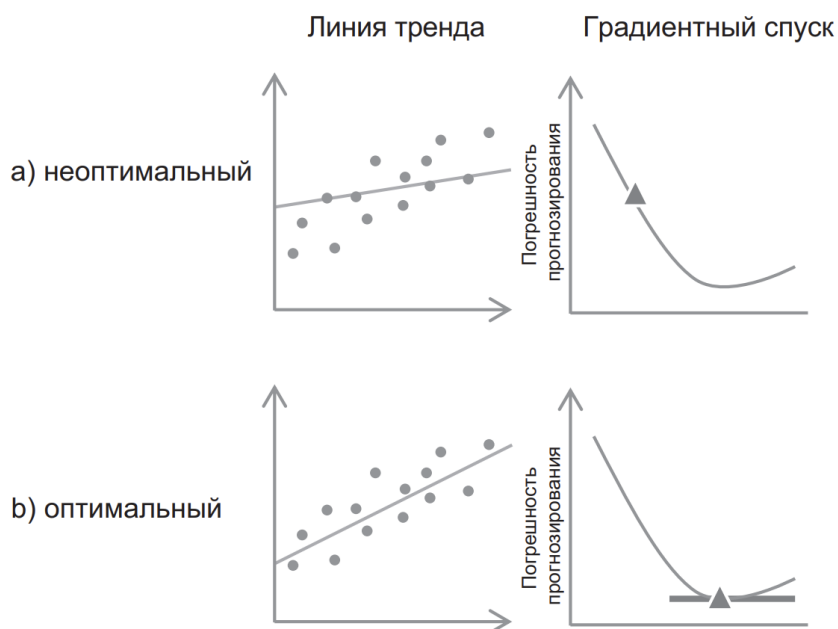 Линия тренда
Градиентный спуск
a) неоптимальный
Погрешность
прогнозирования
b) оптимальный
Погрешность
прогнозирования